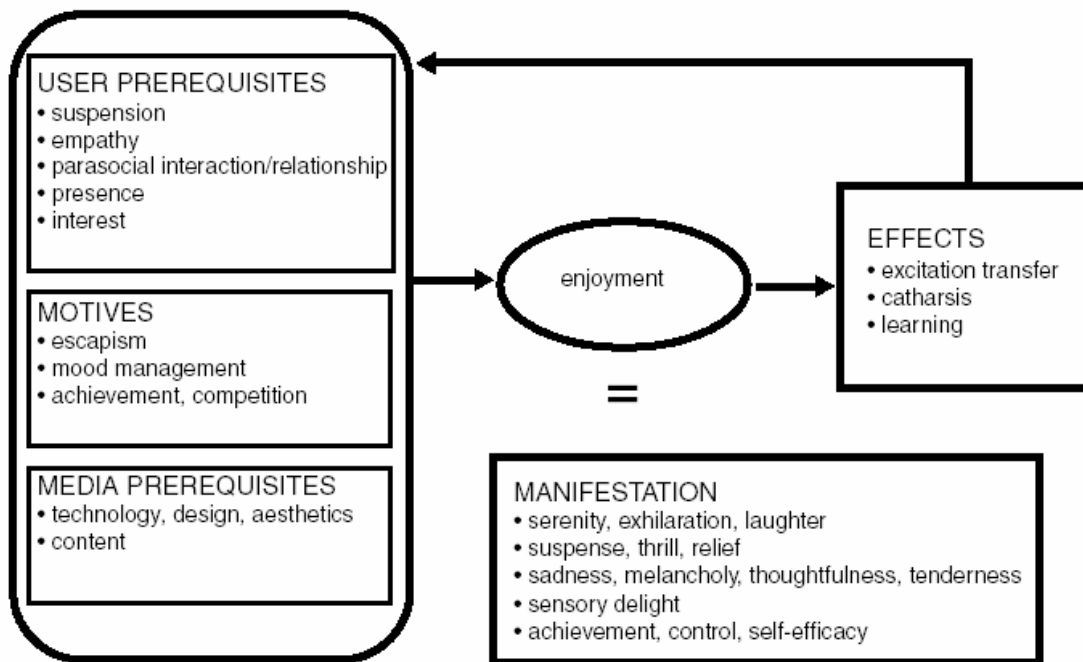 USER PREREQUISITES
• suspension
• empathy
• parasocial interaction/relationship
• presence
• interest
MOTIVES
• escapism
• mood management
• achievement, competition
MEDIA PREREQUISITES
• technology, design, aesthetics
• content
enjoyment
=
EFFECTS
• excitation transfer
• catharsis
• learning
MANIFESTATION
• serenity, exhilaration, laughter
• suspense, thrill, relief
• sadness, melancholy, thoughtfulness, tenderness
• sensory delight
• achievement, control, self-efficacy